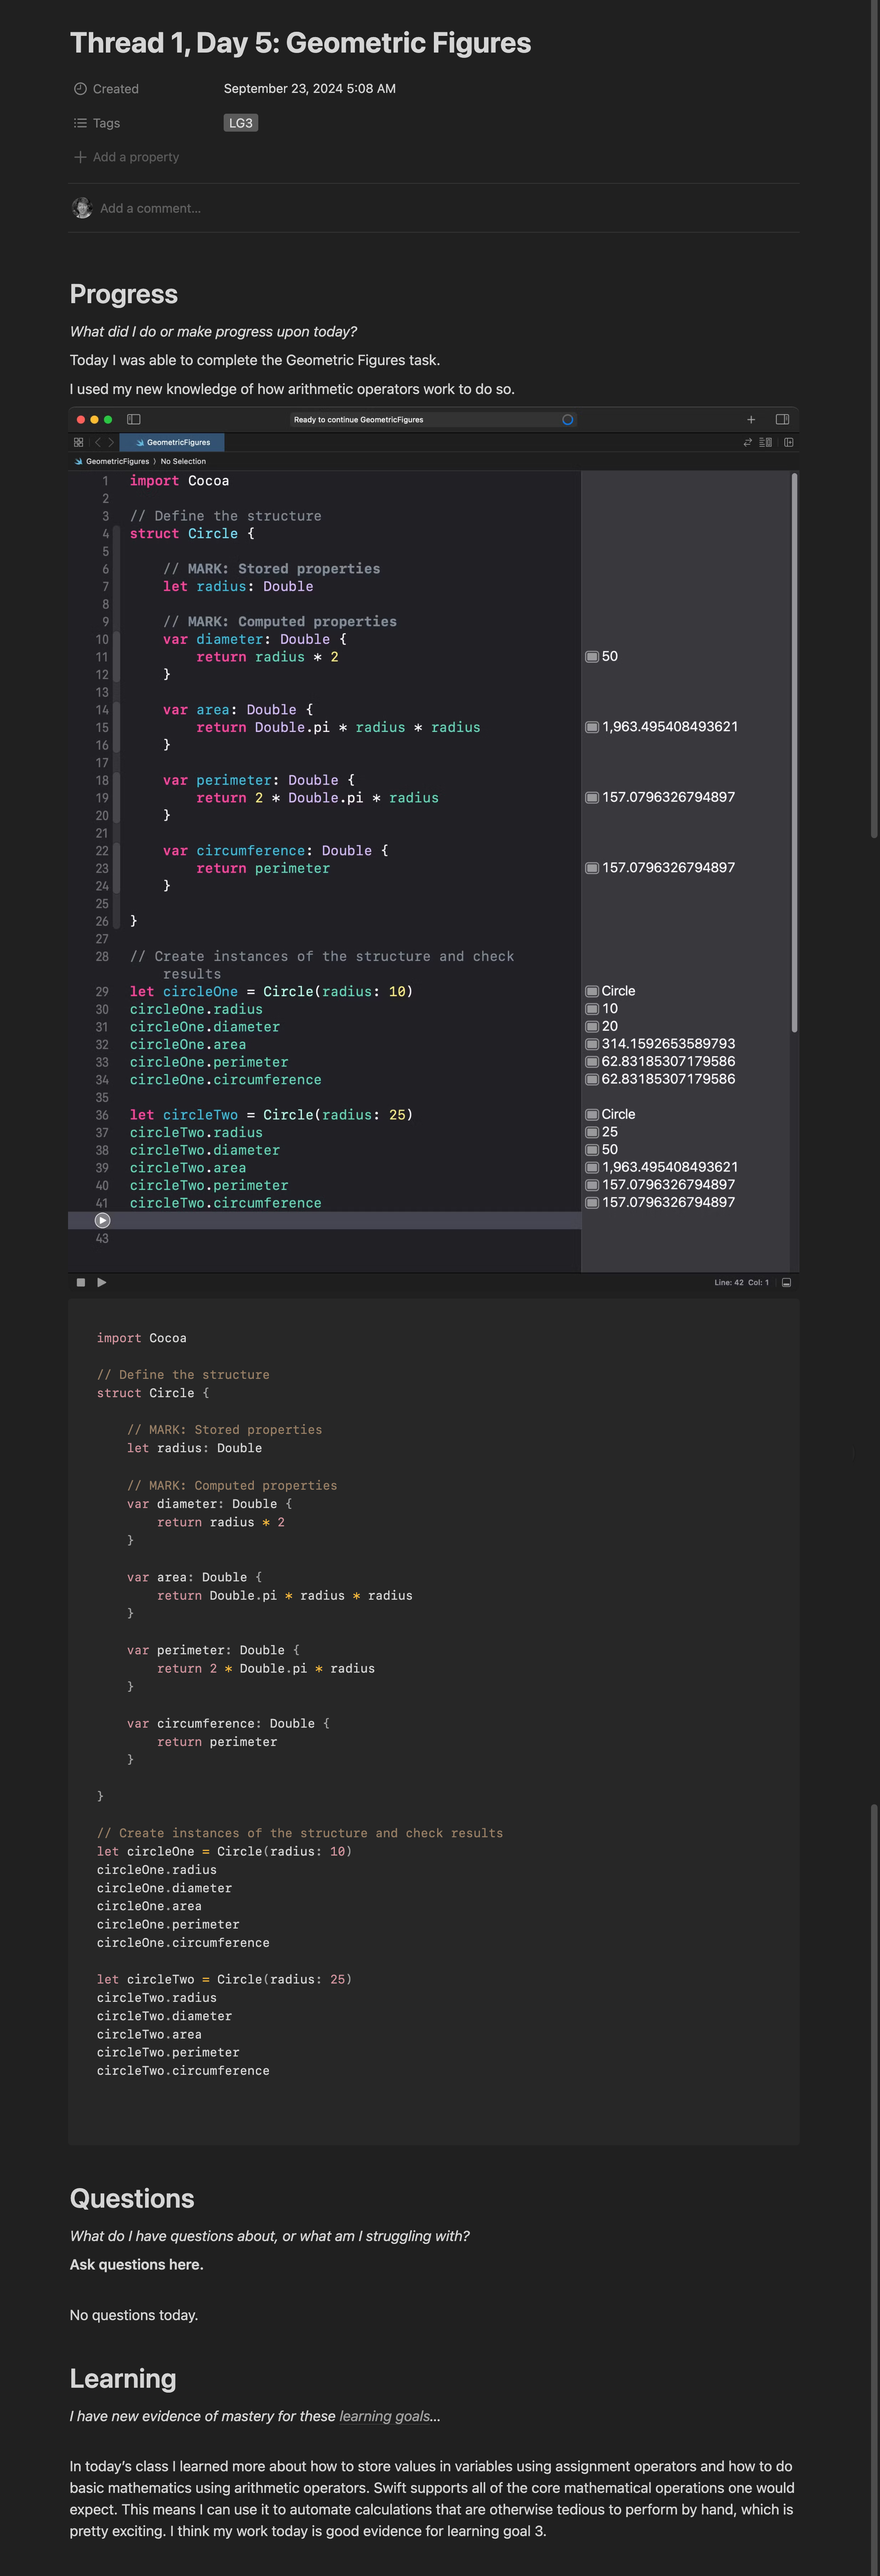 Thread 1, Day 5: Geometric Figures
Created
September 23, 2024 5:08 AM
Tags
LG3
Add a property
Add a comment...
Progress
What did I do or make progress upon today?
Today I was able to complete the Geometric Figures task.
I used my new knowledge of how arithmetic operators work to do so.
Ready to continue GeometricFigures
GeometricFigures
GeometricFigures 〉 No Selection
1 import Cocoa
2
3 // Define the structure
4 struct Circle {
5
6     // MARK: Stored properties
7     let radius: Double
8
9     // MARK: Computed properties
10     var diameter: Double {
11         return radius * 2 50
12     }
13
14     var area: Double {
15         return Double.pi * radius * radius 1,963.495408493621
16     }
17
18     var perimeter: Double {
19         return 2 * Double.pi * radius 157.0796326794897
20     }
21
22     var circumference: Double {
23         return perimeter 157.0796326794897
24     }
25
26 }
27
28 // Create instances of the structure and check
results
29 let circleOne = Circle(radius: 10) Circle
30 circleOne.radius 10
31 circleOne.diameter 20
32 circleOne.area 314.1592653589793
33 circleOne.perimeter 62.83185307179586
34 circleOne.circumference 62.83185307179586
35
36 let circleTwo = Circle(radius: 25) Circle
37 circleTwo.radius 25
38 circleTwo.diameter 50
39 circleTwo.area 1,963.495408493621
40 circleTwo.perimeter 157.0796326794897
41 circleTwo.circumference 157.0796326794897
43
Line: 42 Col: 1
import Cocoa
// Define the structure
struct Circle {
    // MARK: Stored properties
    let radius: Double
    // MARK: Computed properties
    var diameter: Double {
        return radius * 2
    }
    var area: Double {
        return Double.pi * radius * radius
    }
    var perimeter: Double {
        return 2 * Double.pi * radius
    }
    var circumference: Double {
        return perimeter
    }
}
// Create instances of the structure and check results
let circleOne = Circle(radius: 10)
circleOne.radius
circleOne.diameter
circleOne.area
circleOne.perimeter
circleOne.circumference
let circleTwo = Circle(radius: 25)
circleTwo.radius
circleTwo.diameter
circleTwo.area
circleTwo.perimeter
circleTwo.circumference
Questions
What do I have questions about, or what am I struggling with?
Ask questions here.
No questions today.
Learning
I have new evidence of mastery for these learning goals...
In today's class I learned more about how to store values in variables using assignment operators and how to do
basic mathematics using arithmetic operators. Swift supports all of the core mathematical operations one would
expect. This means I can use it to automate calculations that are otherwise tedious to perform by hand, which is
pretty exciting. I think my work today is good evidence for learning goal 3.